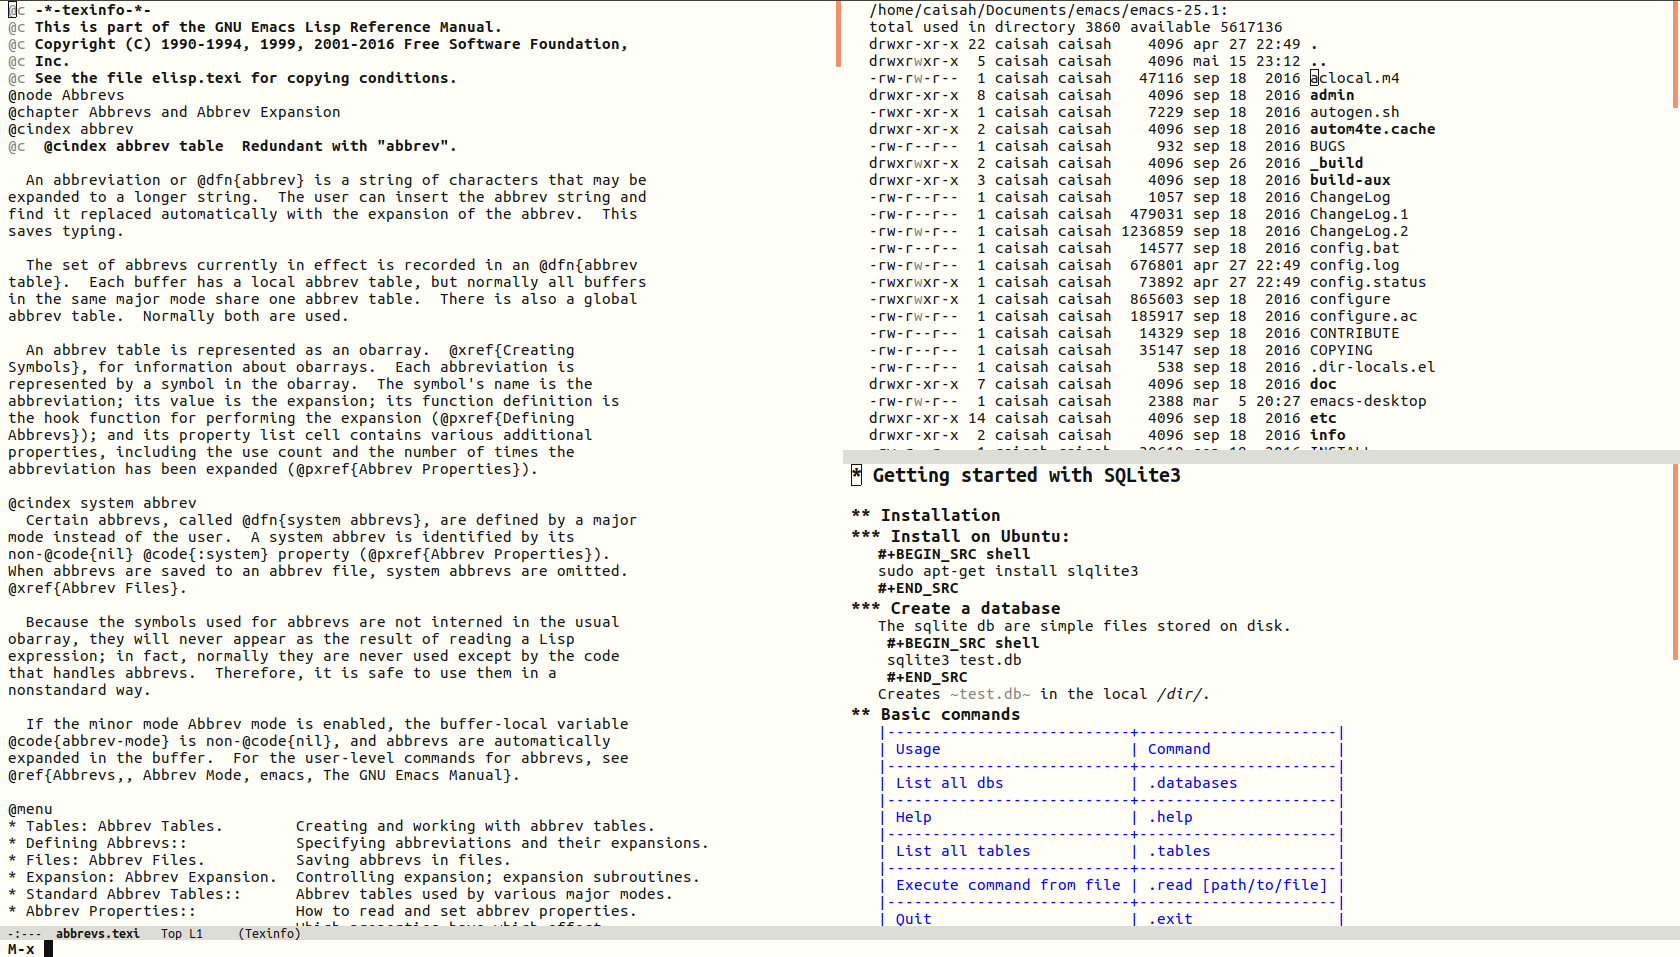 @c -*-texinfo-*-
@c This is part of the GNU Emacs Lisp Reference Manual.
@c Copyright (C) 1990-1994, 1999, 2001-2016 Free Software Foundation,
@c Inc.
@c See the file elisp.texi for copying conditions.
@node Abbrevs
@chapter Abbrevs and Abbrev Expansion
@cindex abbrev
@c  @cindex abbrev table  Redundant with "abbrev".

  An abbreviation or @dfn{abbrev} is a string of characters that may be
expanded to a longer string.  The user can insert the abbrev string and
find it replaced automatically with the expansion of the abbrev.  This
saves typing.

  The set of abbrevs currently in effect is recorded in an @dfn{abbrev
table}.  Each buffer has a local abbrev table, but normally all buffers
in the same major mode share one abbrev table.  There is also a global
abbrev table.  Normally both are used.

  An abbrev table is represented as an obarray.  @xref{Creating
Symbols}, for information about obarrays.  Each abbreviation is
represented by a symbol in the obarray.  The symbol's name is the
abbreviation; its value is the expansion; its function definition is
the hook function for performing the expansion (@pxref{Defining
Abbrevs}); and its property list cell contains various additional
properties, including the use count and the number of times the
abbreviation has been expanded (@pxref{Abbrev Properties}).

@cindex system abbrev
  Certain abbrevs, called @dfn{system abbrevs}, are defined by a major
mode instead of the user.  A system abbrev is identified by its
non-@code{nil} @code{:system} property (@pxref{Abbrev Properties}).
When abbrevs are saved to an abbrev file, system abbrevs are omitted.
@xref{Abbrev Files}.

  Because the symbols used for abbrevs are not interned in the usual
obarray, they will never appear as the result of reading a Lisp
expression; in fact, normally they are never used except by the code
that handles abbrevs.  Therefore, it is safe to use them in a
nonstandard way.

  If the minor mode Abbrev mode is enabled, the buffer-local variable
@code{abbrev-mode} is non-@code{nil}, and abbrevs are automatically
expanded in the buffer.  For the user-level commands for abbrevs, see
@ref{Abbrevs,, Abbrev Mode, emacs, The GNU Emacs Manual}.

@menu
* Tables: Abbrev Tables.        Creating and working with abbrev tables.
* Defining Abbrevs::            Specifying abbreviations and their expansions.
* Files: Abbrev Files.          Saving abbrevs in files.
* Expansion: Abbrev Expansion.  Controlling expansion; expansion subroutines.
* Standard Abbrev Tables::      Abbrev tables used by various major modes.
* Abbrev Properties::           How to read and set abbrev properties.
-:---  abbrevs.texi   Top L1     (Texinfo)
M-x
/home/caisah/Documents/emacs/emacs-25.1:
total used in directory 3860 available 5617136
drwxr-xr-x 22 caisah caisah    4096 apr 27 22:49 .
drwxrwxr-x  5 caisah caisah    4096 mai 15 23:12 ..
-rw-rw-r--  1 caisah caisah   47116 sep 18  2016 aclocal.m4
drwxr-xr-x  8 caisah caisah    4096 sep 18  2016 admin
-rwxr-xr-x  1 caisah caisah    7229 sep 18  2016 autogen.sh
drwxr-xr-x  2 caisah caisah    4096 sep 18  2016 autom4te.cache
-rw-r--r--  1 caisah caisah     932 sep 18  2016 BUGS
drwxrwxr-x  2 caisah caisah    4096 sep 26  2016 _build
drwxr-xr-x  3 caisah caisah    4096 sep 18  2016 build-aux
-rw-r--r--  1 caisah caisah    1057 sep 18  2016 ChangeLog
-rw-r--r--  1 caisah caisah  479031 sep 18  2016 ChangeLog.1
-rw-rw-r--  1 caisah caisah 1236859 sep 18  2016 ChangeLog.2
-rw-r--r--  1 caisah caisah   14577 sep 18  2016 config.bat
-rw-rw-r--  1 caisah caisah  676801 apr 27 22:49 config.log
-rwxrwxr-x  1 caisah caisah   73892 apr 27 22:49 config.status
-rwxrwxr-x  1 caisah caisah  865603 sep 18  2016 configure
-rw-rw-r--  1 caisah caisah  185917 sep 18  2016 configure.ac
-rw-r--r--  1 caisah caisah   14329 sep 18  2016 CONTRIBUTE
-rw-r--r--  1 caisah caisah   35147 sep 18  2016 COPYING
-rw-r--r--  1 caisah caisah     538 sep 18  2016 .dir-locals.el
drwxr-xr-x  7 caisah caisah    4096 sep 18  2016 doc
-rw-rw-r--  1 caisah caisah    2388 mar  5 20:27 emacs-desktop
drwxr-xr-x 14 caisah caisah    4096 sep 18  2016 etc
drwxr-xr-x  2 caisah caisah    4096 sep 18  2016 info
* Getting started with SQLite3

** Installation
*** Install on Ubuntu:
#+BEGIN_SRC shell
sudo apt-get install slqlite3
#+END_SRC
*** Create a database
The sqlite db are simple files stored on disk.
#+BEGIN_SRC shell
sqlite3 test.db
#+END_SRC
Creates ~test.db~ in the local /dir/.
** Basic commands
|---------------------------+----------------------|
| Usage                     | Command              |
|---------------------------+----------------------|
| List all dbs              | .databases           |
|---------------------------+----------------------|
| Help                      | .help                |
|---------------------------+----------------------|
| List all tables           | .tables              |
|---------------------------+----------------------|
| Execute command from file | .read [path/to/file] |
|---------------------------+----------------------|
| Quit                      | .exit                |